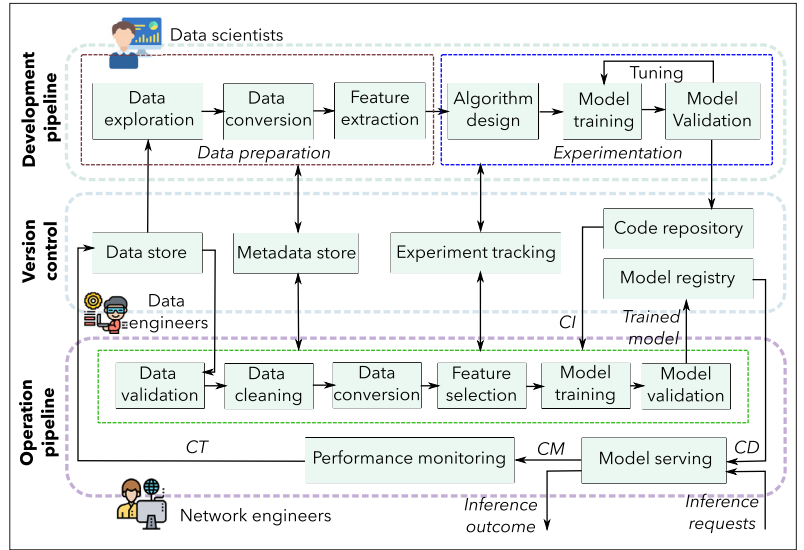 Data scientists
Development
pipeline
Data
exploration
Data
conversion
Feature
extraction
Data preparation
Algorithm
design
Model
training
Tuning
Model
Validation
Experimentation
Version
control
Data store
Metadata store
Experiment tracking
Code repository
Model registry
Data
engineers
CI
Trained
model
Operation
pipeline
Data
validation
Data
cleaning
Data
conversion
Feature
selection
Model
training
Model
validation
CT
Performance monitoring
CM
Model serving
CD
Network engineers
Inference
outcome
Inference
requests